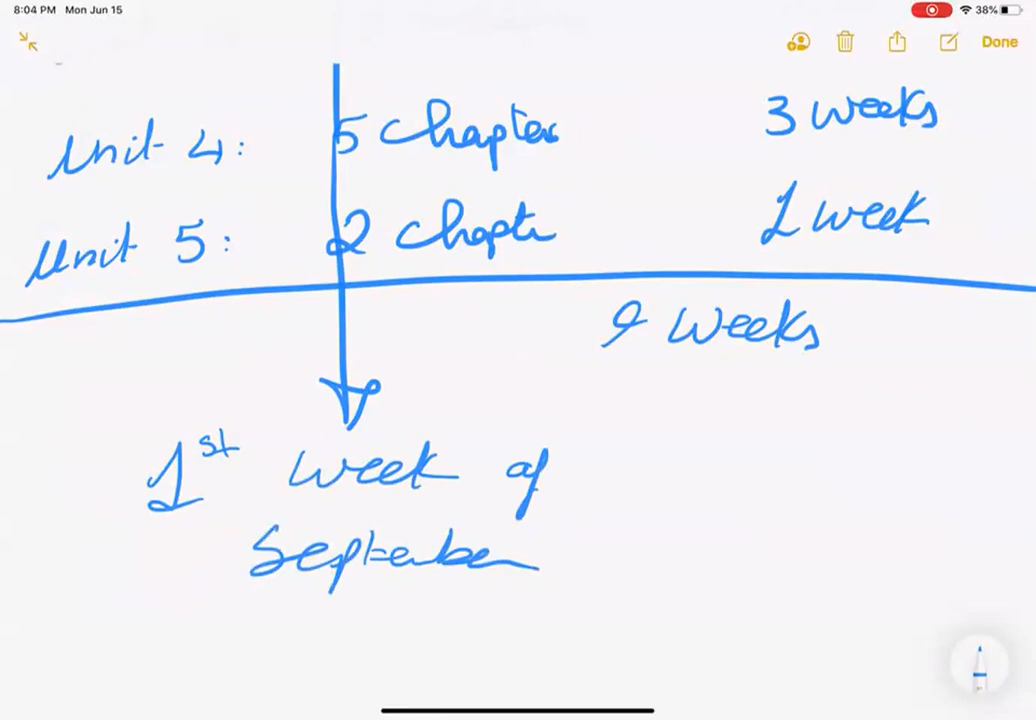 8:04 PM Mon Jun 15
38%
Done
Unit 4: 5 Chapter 3 weeks
Unit 5: 2 Chapte 1 week
9 Weeks
1st week of
September